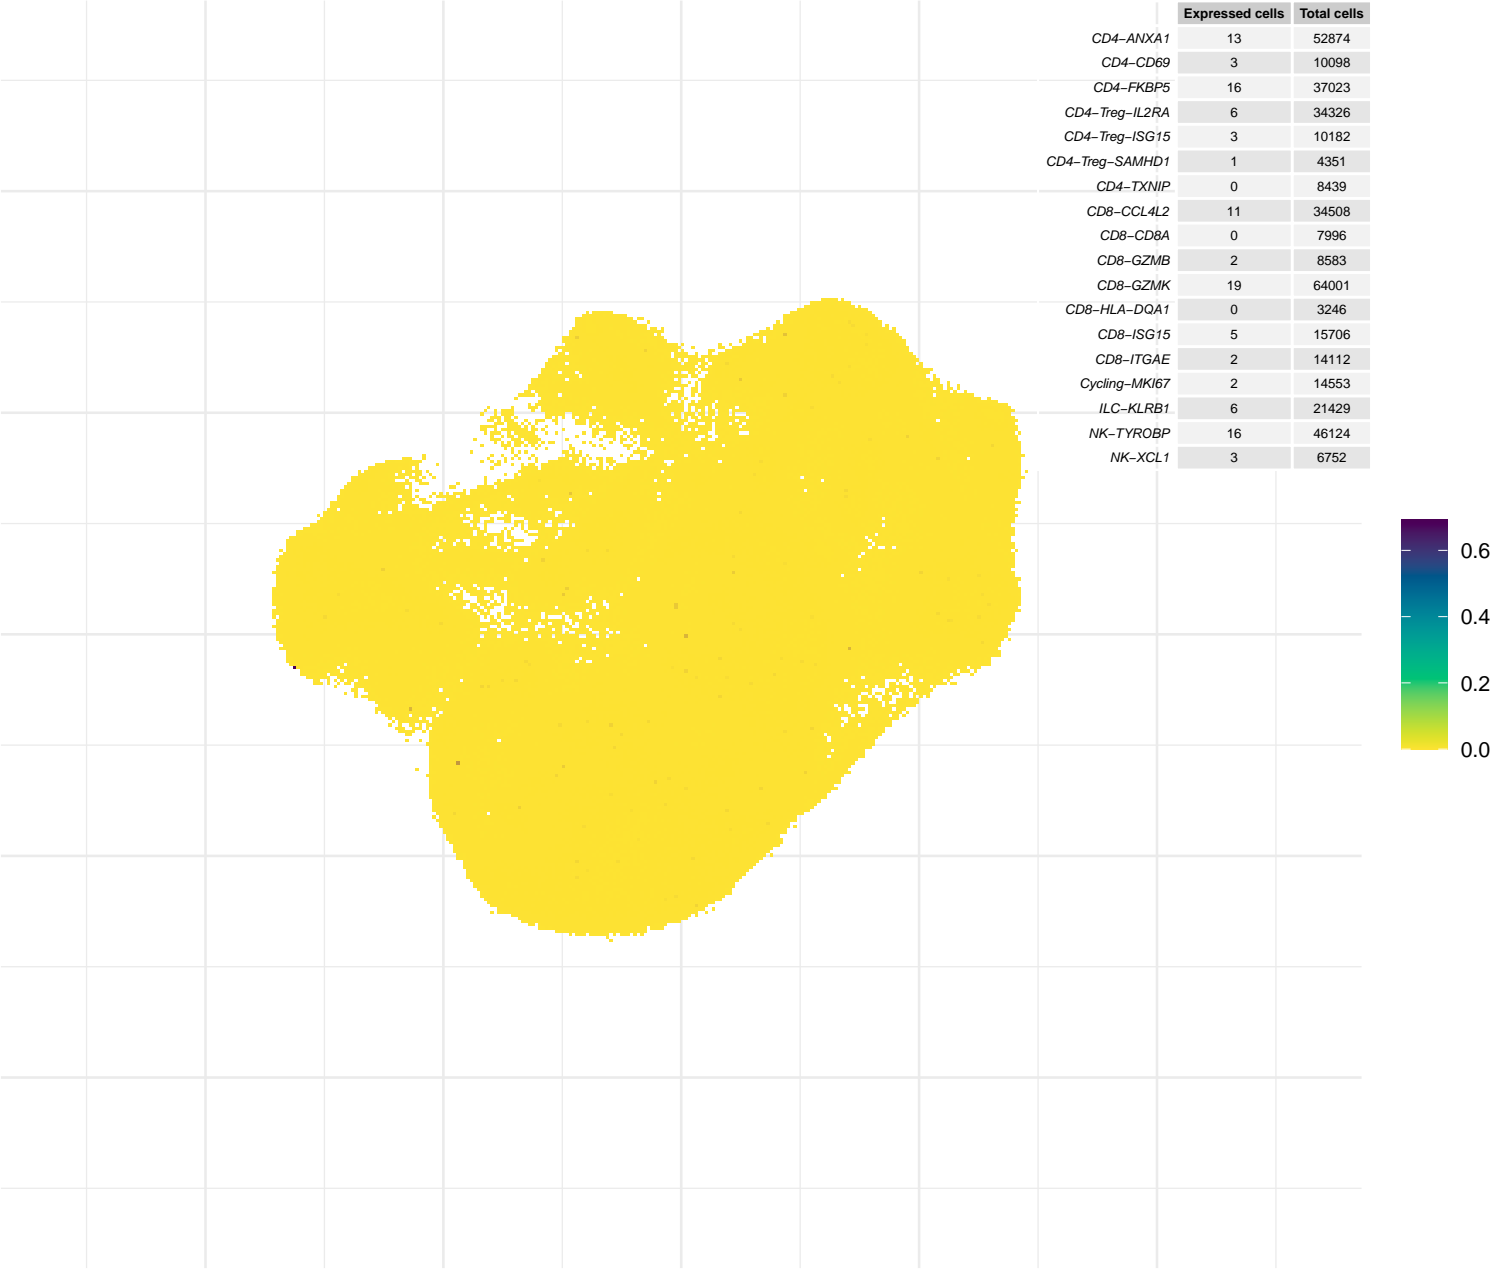 Expressed cells Total cells
CD4−ANXA1 13 52874
CD4−CD69 3 10098
CD4−FKBP5 16 37023
CD4−Treg−IL2RA 6 34326
CD4−Treg−ISG15 3 10182
CD4−Treg−SAMHD1 1 4351
CD4−TXNIP 0 8439
CD8−CCL4L2 11 34508
CD8−CD8A 0 7996
CD8−GZMB 2 8583
CD8−GZMK 19 64001
CD8−HLA−DQA1 0 3246
CD8−ISG15 5 15706
CD8−ITGAE 2 14112
Cycling−MKI67 2 14553
ILC−KLRB1 6 21429
NK−TYROBP 16 46124
NK−XCL1 3 6752
0.6
0.4
0.2
0.0